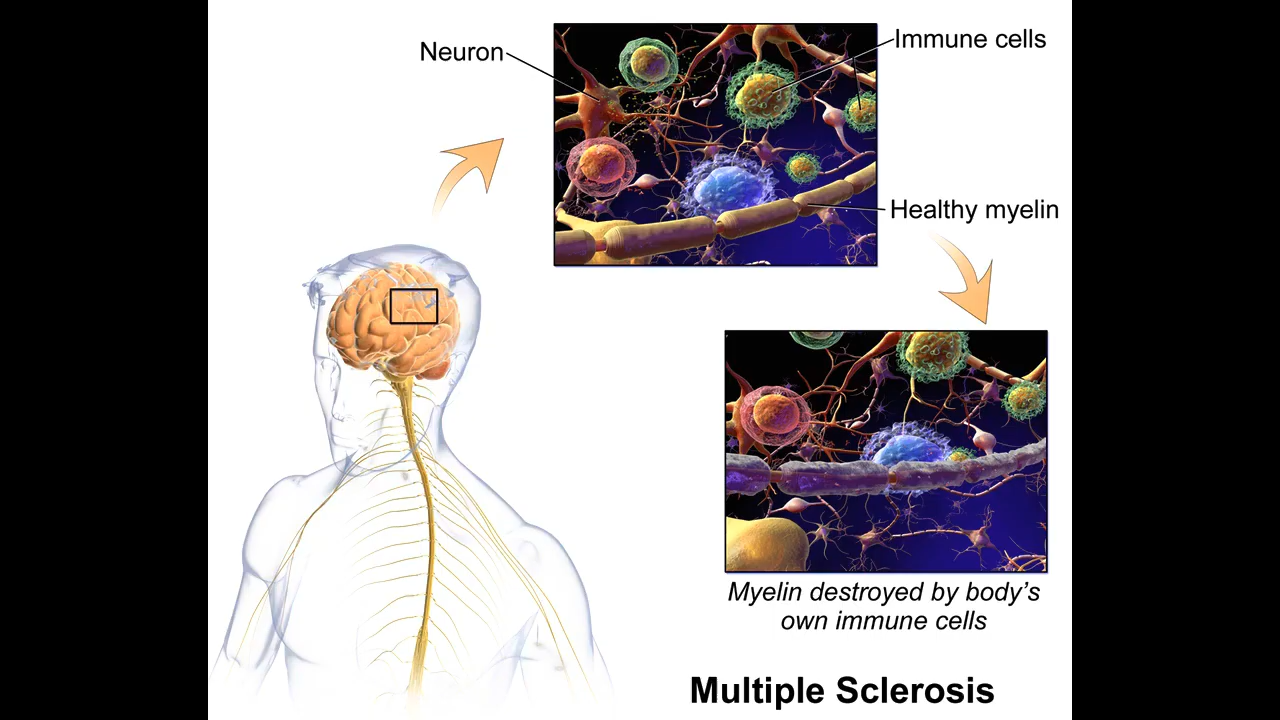 Neuron
Immune cells
Healthy myelin
Myelin destroyed by body's
own immune cells
Multiple Sclerosis